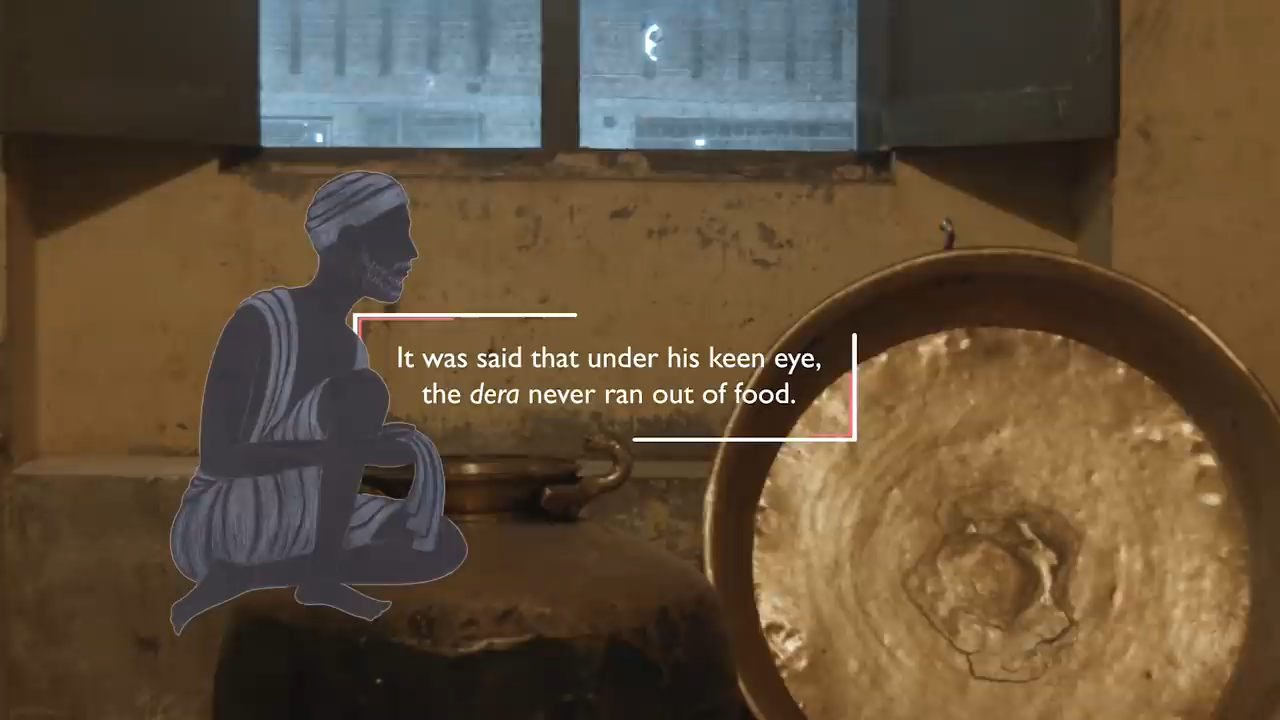 It was said that under his keen eye,
the dera never ran out of food.